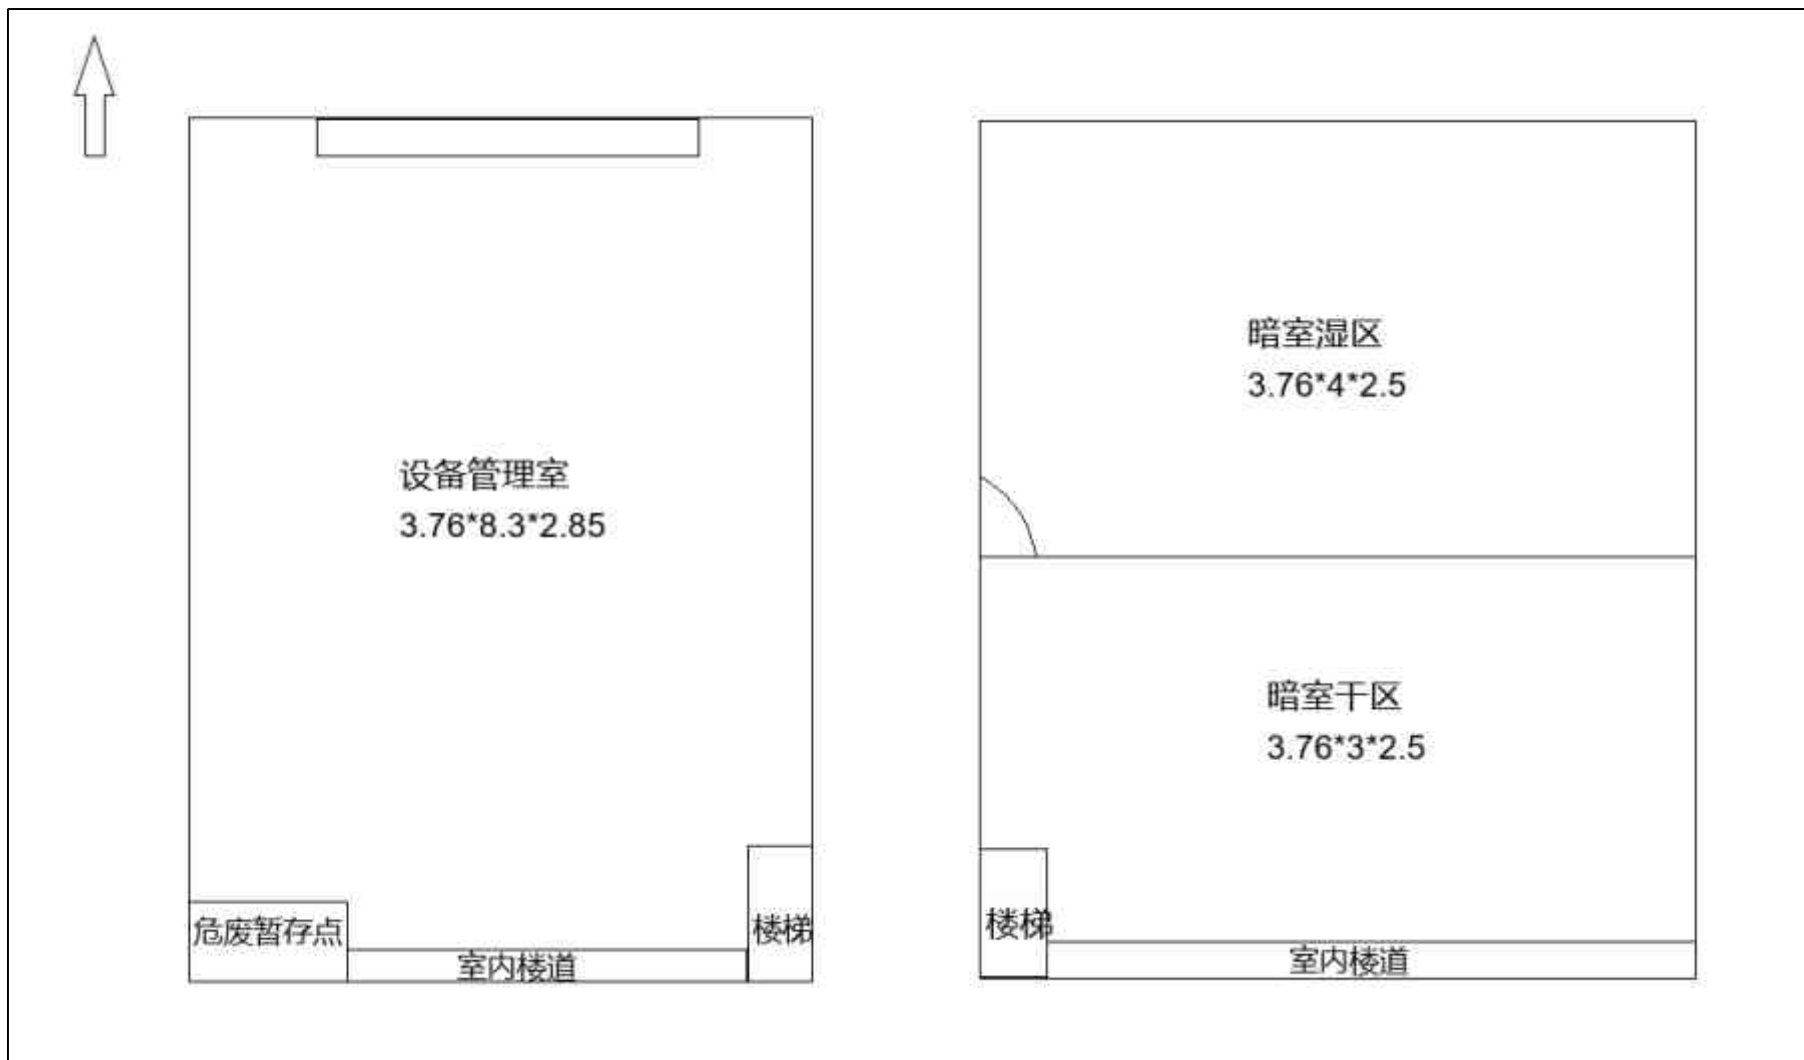 设备管理室
3.76*8.3*2.85
危废暂存点
室内楼道
楼梯
暗室湿区
3.76*4*2.5
暗室干区
3.76*3*2.5
楼梯
室内楼道